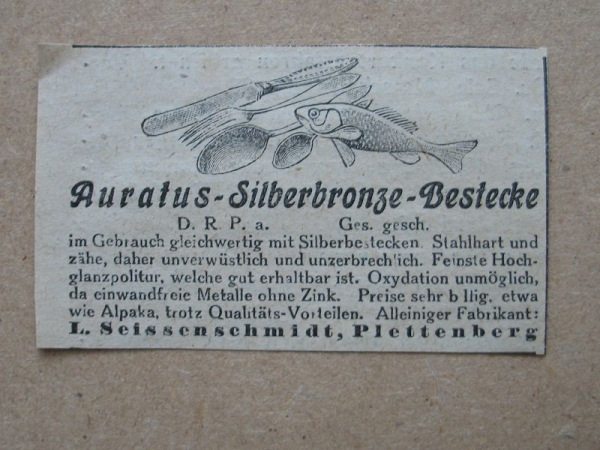 Auratus-Silberbronze-Bestecke
D. R. P. a. Ges. gesch.
im Gebrauch gleichwertig mit Silberbestecken. Stahlhart und
zähe, daher unverwüstlich und unzerbrechlich. Feinste Hoch-
glanzpolitur, welche gut erhaltbar ist. Oxydation unmöglich,
da einwandfreie Metalle ohne Zink. Preise sehr billig, etwa
wie Alpaka, trotz Qualitäts-Vorteilen. Alleiniger Fabrikant:
L. Seissenschmidt, Plettenberg